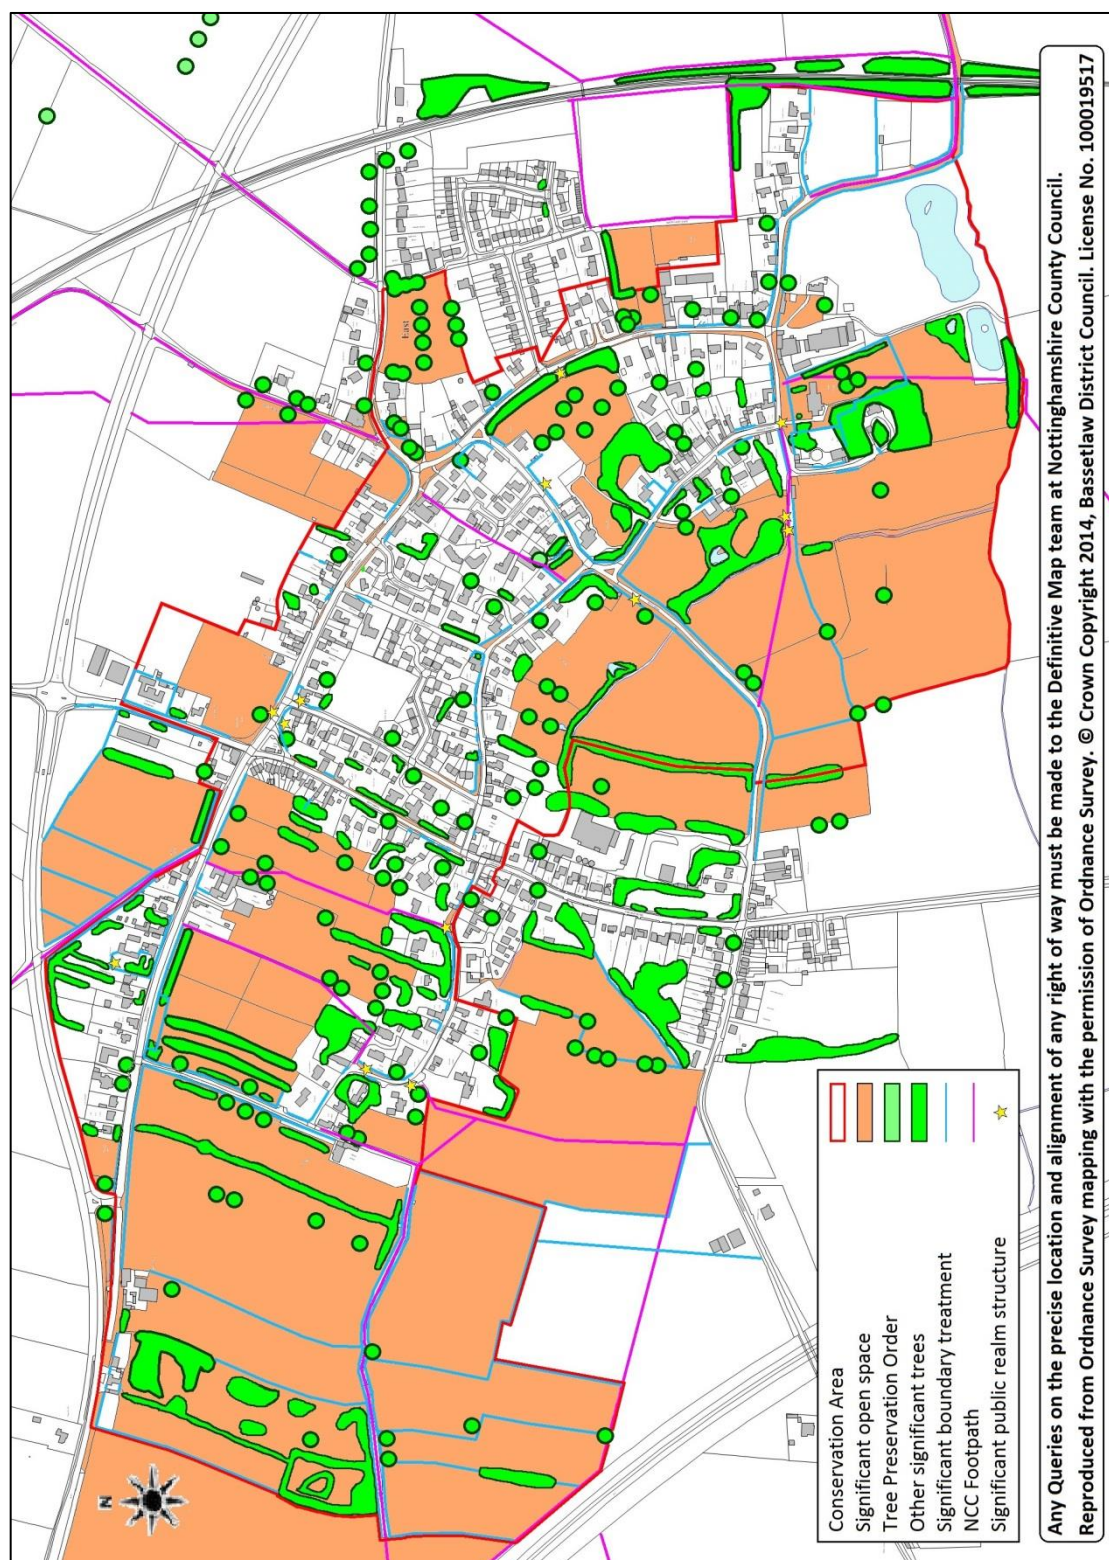 N
East
Conservation Area
Significant open space
Tree Preservation Order
Other significant trees
Significant boundary treatment
NCC Footpath
Significant public realm structure
Any Queries on the precise location and alignment of any right of way must be made to the Definitive Map team at Nottinghamshire County Council.
Reproduced from Ordnance Survey mapping with the permission of Ordnance Survey. © Crown Copyright 2014, Bassetlaw District Council. License No. 100019517